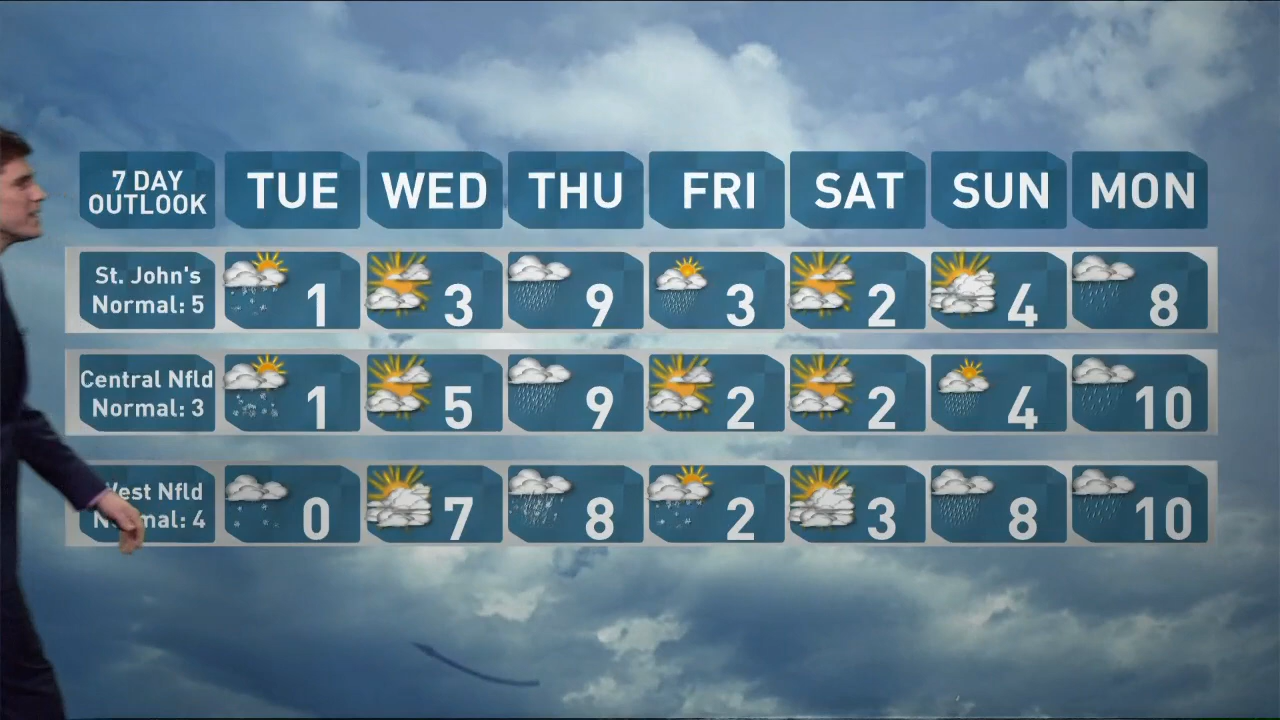 7 DAY
OUTLOOK
TUE WED THU FRI SAT SUN MON
St. John's
Normal: 5
1 3 9 3 2 4 8
Central Nfld
Normal: 3
1 5 9 2 2 4 10
Nfld
4
0 7 8 2 3 8 10